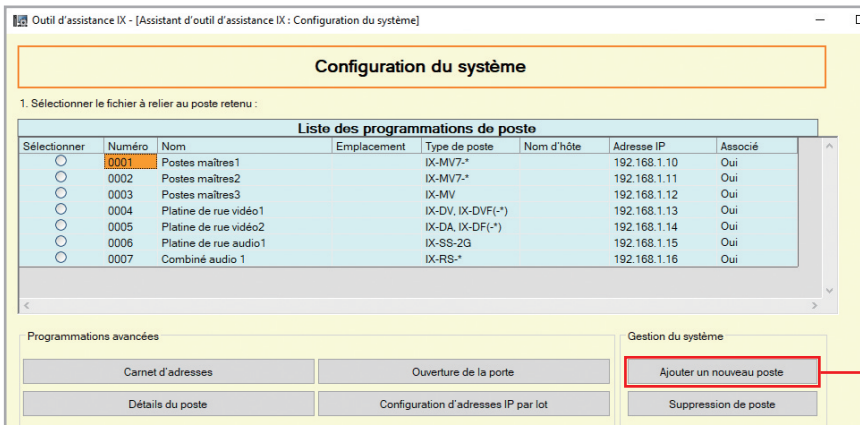 Outil d'assistance IX - [Assistant d'outil d'assistance IX : Configuration du système]
Configuration du système
1. Sélectionner le fichier à relier au poste retenu :
Liste des programmations de poste
Sélectionner Numéro Nom Emplacement Type de poste Nom d'hôte Adresse IP Associé
0001 Postes maîtres1 IX-MV7-* 192.168.1.10 Oui
0002 Postes maîtres2 IX-MV7-* 192.168.1.11 Oui
0003 Postes maîtres3 IX-MV 192.168.1.12 Oui
0004 Platine de rue vidéo1 IX-DV, IX-DVF(-*) 192.168.1.13 Oui
0005 Platine de rue vidéo2 IX-DA, IX-DF(-*) 192.168.1.14 Oui
0006 Platine de rue audio1 IX-SS-2G 192.168.1.15 Oui
0007 Combiné audio 1 IX-RS-* 192.168.1.16 Oui
Programmations avancées Gestion du système
Carnet d'adresses Ouverture de la porte Ajouter un nouveau poste
Détails du poste Configuration d'adresses IP par lot Suppression de poste